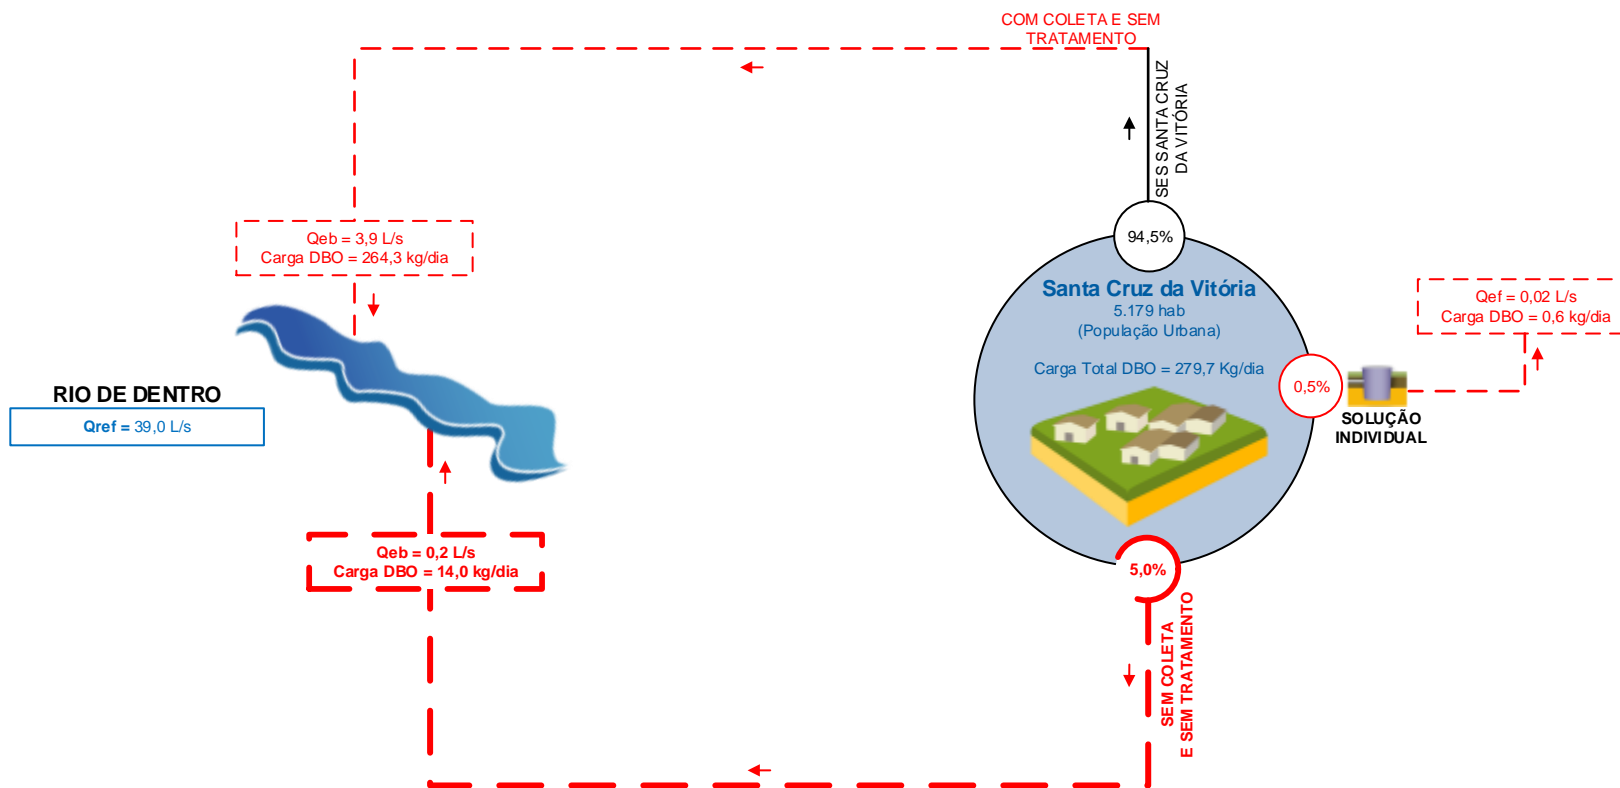 COM COLETA E SEM
TRATAMENTO
SES SANTA CRUZ
DA VITÓRIA
Qeb = 3,9 L/s
Carga DBO = 264,3 kg/dia
94,5%
Santa Cruz da Vitória
5.179 hab
(População Urbana)
Carga Total DBO = 279,7 Kg/dia
Qef = 0,02 L/s
Carga DBO = 0,6 kg/dia
0,5%
SOLUÇÃO
INDIVIDUAL
RIO DE DENTRO
Qref = 39,0 L/s
Qeb = 0,2 L/s
Carga DBO = 14,0 kg/dia
5,0%
SEM COLETA
E SEM TRATAMENTO